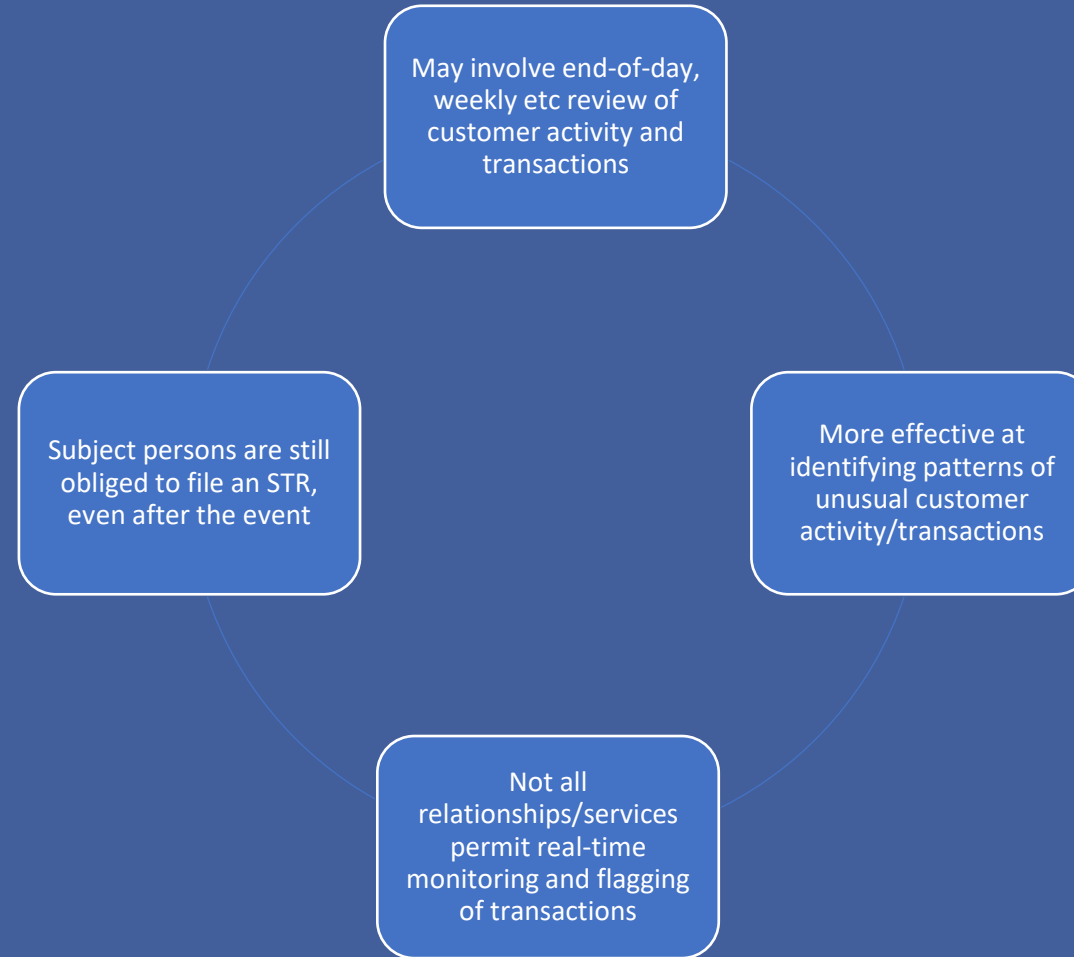 May involve end-of-day,
weekly etc review of
customer activity and
transactions
More effective at
identifying patterns of
unusual customer
activity/transactions
Not all
relationships/services
permit real-time
monitoring and flagging
of transactions
Subject persons are still
obliged to file an STR,
even after the event